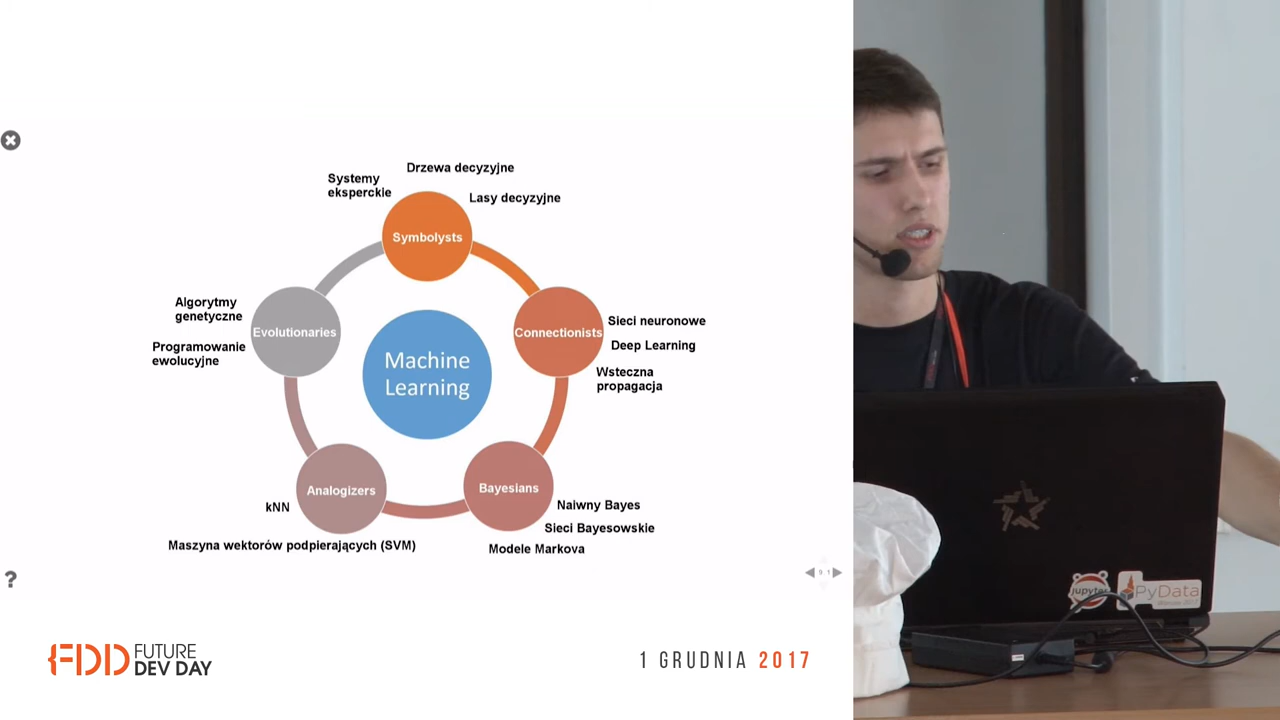 Drzewa decyzyjne
Systemy
eksperckie
Lasy decyzyjne
Symbolysts
Algorytmy
genetyczne
Evolutionaries
Programowanie
ewolucyjne
Machine
Learning
Connectionists
Sieci neuronowe
Deep Learning
Wsteczna
propagacja
Analogizers
kNN
Maszyna wektorów podpierających (SVM)
Bayesians
Naiwny Bayes
Sieci Bayesowskie
Modele Markova
?
{FDD FUTURE
DEV DAY
1 GRUDNIA 2017
jupyter
PyData